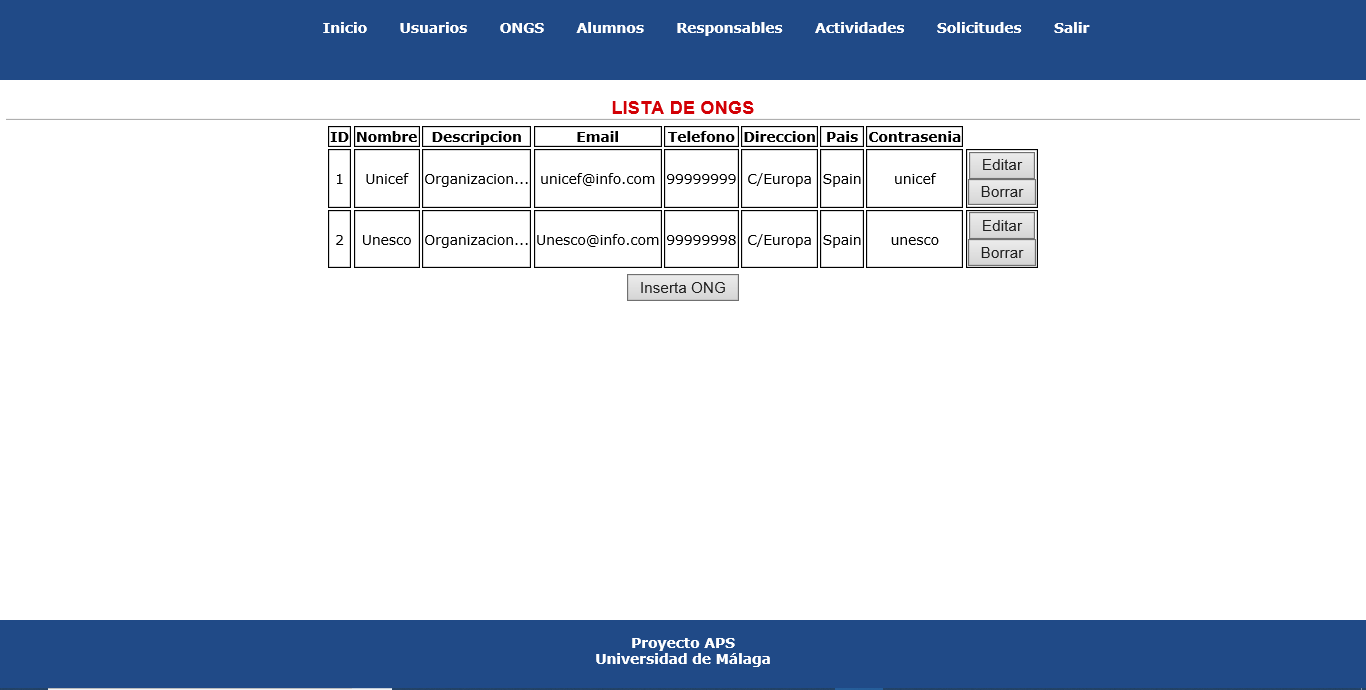 Inicio Usuarios ONGS Alumnos Responsables Actividades Solicitudes Salir
LISTA DE ONGS
ID Nombre Descripcion Email Telefono Direccion Pais Contrasenia
1 Unicef Organizacion... unicef@info.com 99999999 C/Europa Spain unicef Editar
Borrar
2 Unesco Organizacion... Unesco@info.com 99999998 C/Europa Spain unesco Editar
Borrar
Inserta ONG
Proyecto APS
Universidad de Málaga